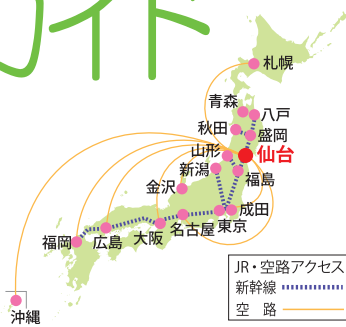 ガイド
札幌
青森
八戸
秋田
盛岡
山形
仙台
新潟
福島
金沢
成田
東京
名古屋
大阪
広島
福岡
沖縄
JR・空路アクセス
新幹線
空 路